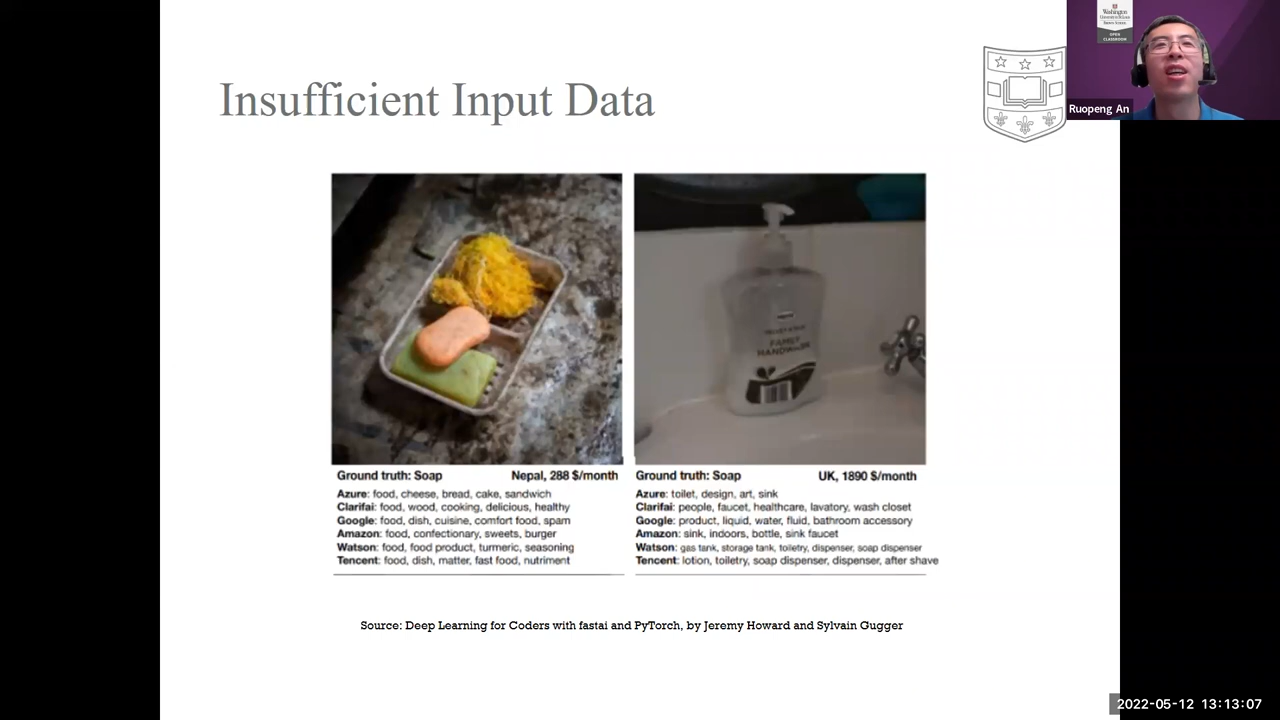 Insufficient Input Data
Washington
OPEN
CLASSROOM
Ruopeng An
FAMILY
HANDWASH
Ground truth: Soap Nepal, 288 $/month
Azure: food, cheese, bread, cake, sandwich
Clarifai: food, wood, cooking, delicious, healthy
Google: food, dish, cuisine, comfort food, spam
Amazon: food, confectionary, sweets, burger
Watson: food, food product, turmeric, seasoning
Tencent: food, dish, matter, fast food, nutriment
Ground truth: Soap UK, 1890 $/month
Azure: toilet, design, art, sink
Clarifai: people, faucet, healthcare, lavatory, wash closet
Google: product, liquid, water, fluid, bathroom accessory
Amazon: sink, indoors, bottle, sink faucet
Watson: gas tank, storage tank, toiletry, dispenser, soap dispenser
Tencent: lotion, toiletry, soap dispenser, dispenser, after shave
Source: Deep Learning for Coders with fastai and PyTorch, by Jeremy Howard and Sylvain Gugger
2022-05-12 13:13:07